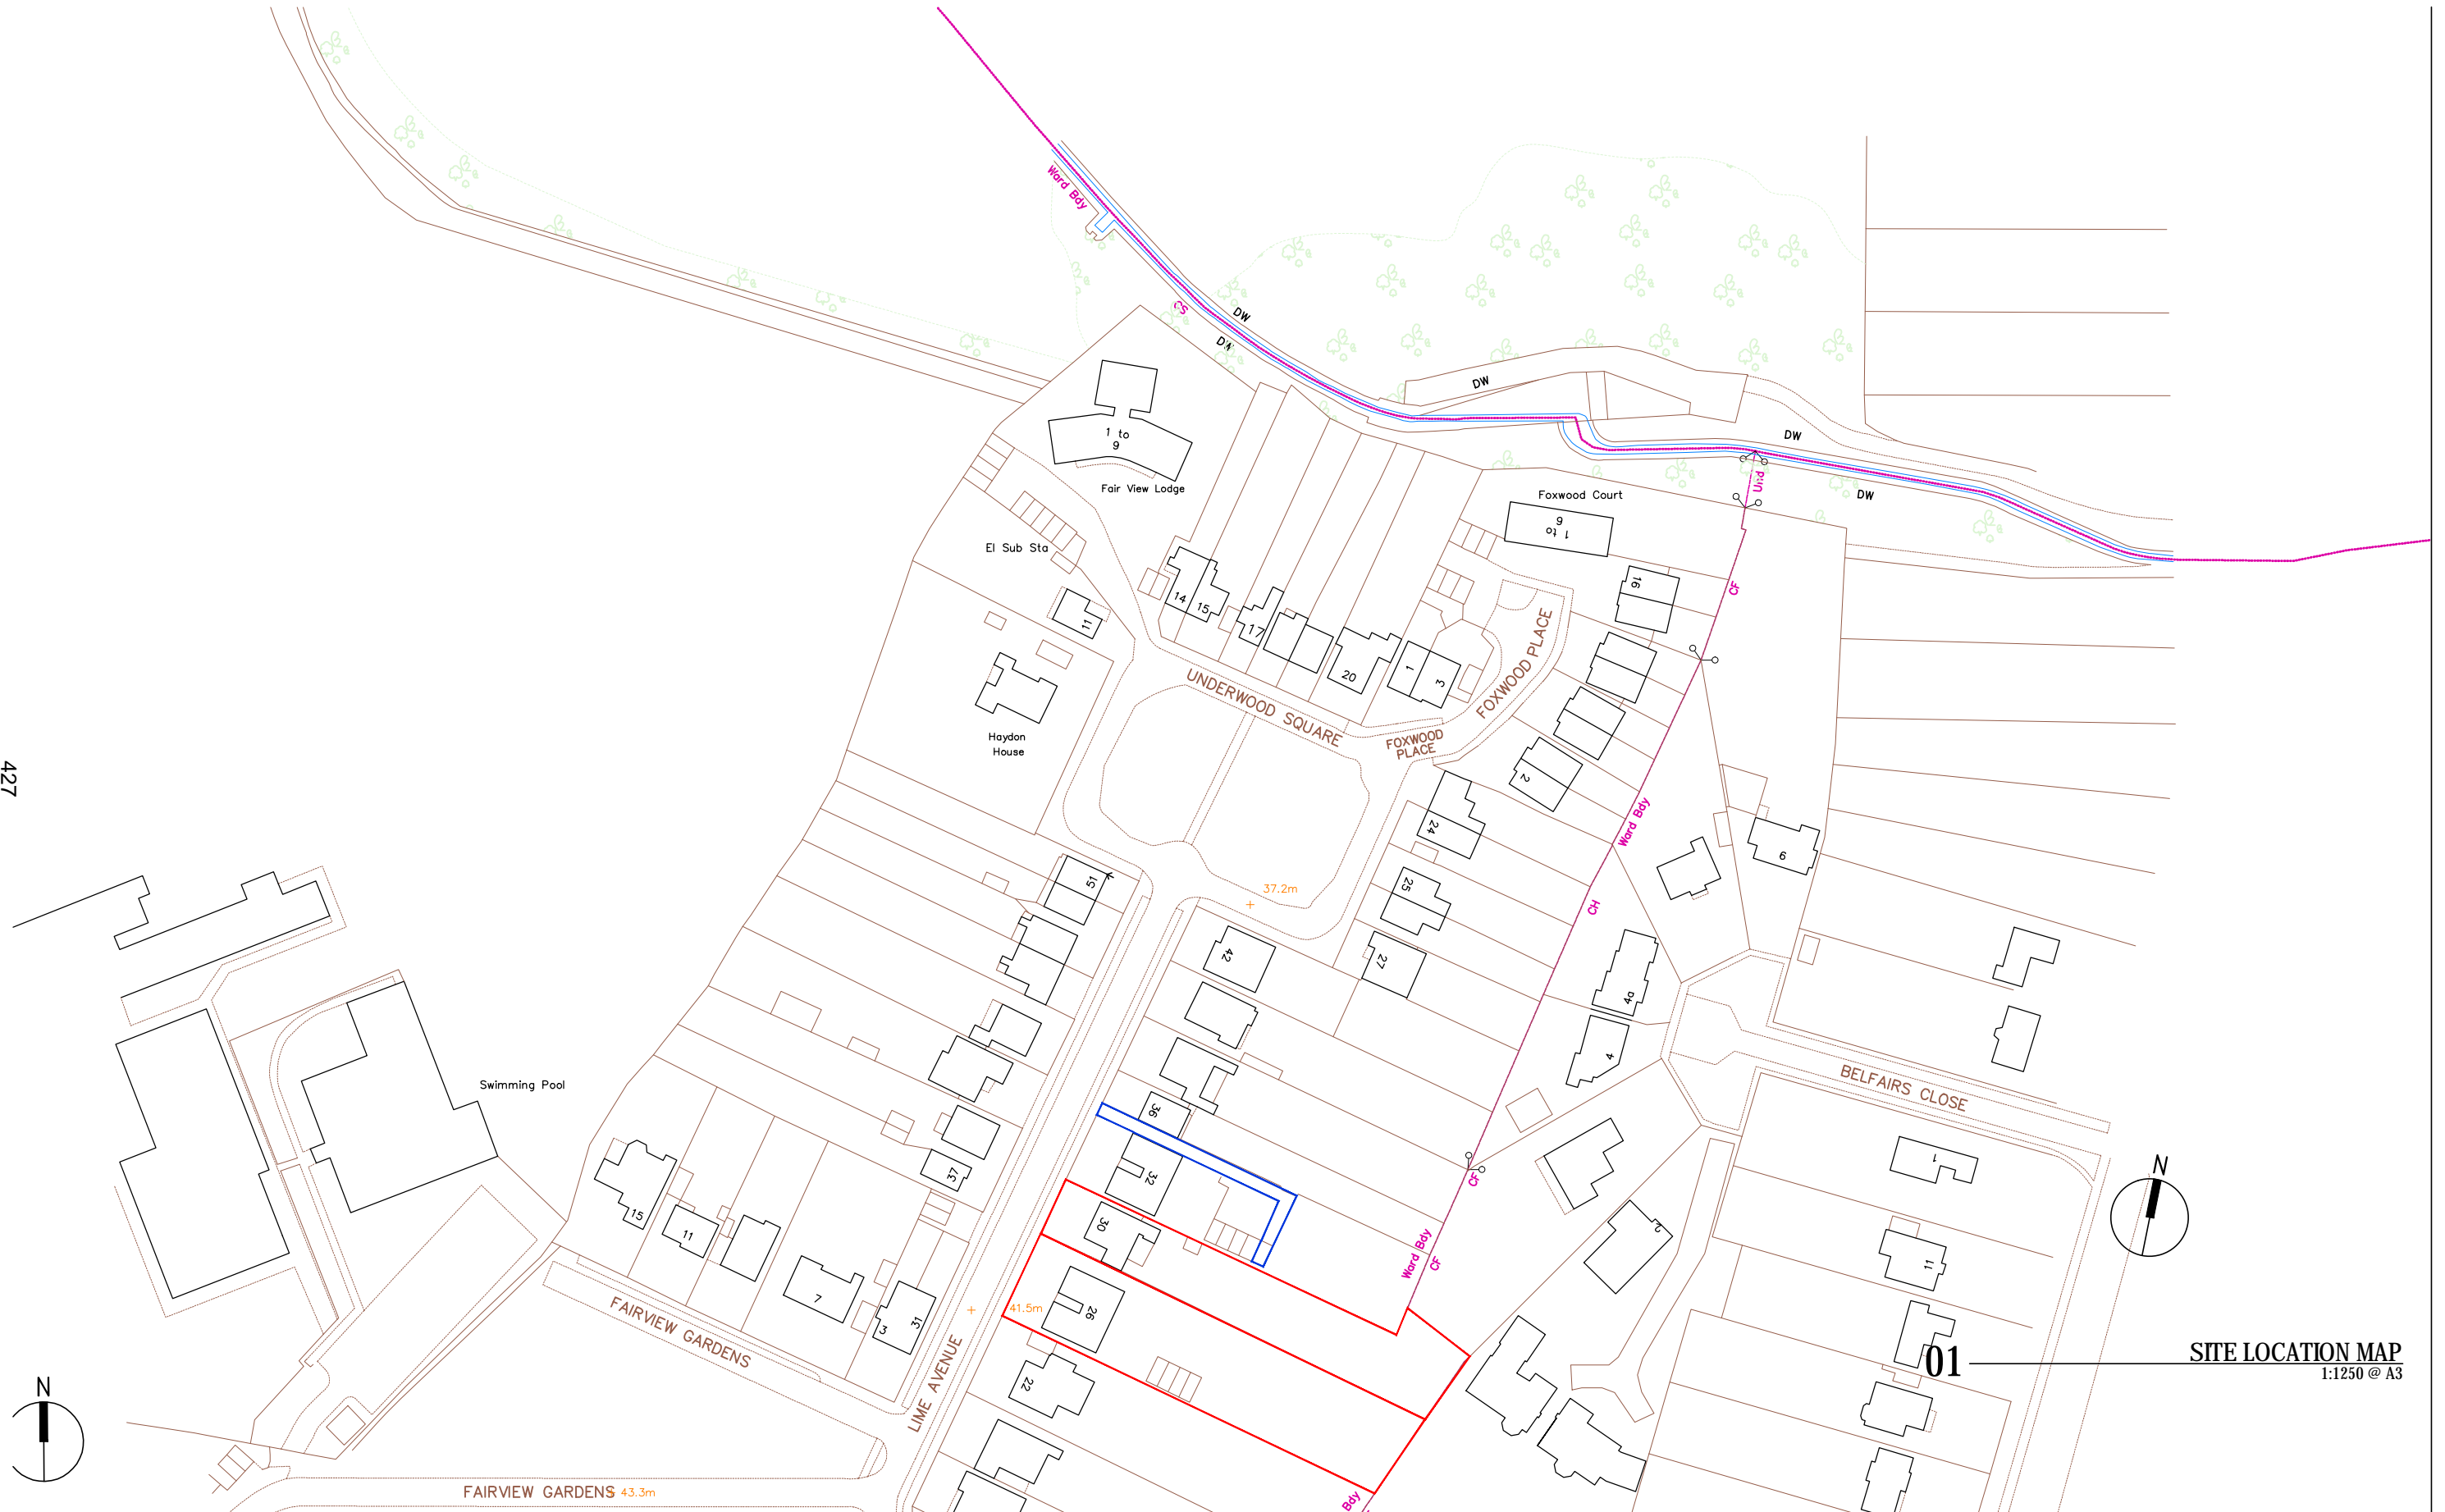 Ward Bdy
CS
DW
DW
DW
DW
DW
1 to
9
Fair View Lodge
Foxwood Court
1 to
6
Und
El Sub Sta
CF
11
14
15
17
20
1
3
16
FOXWOOD PLACE
UNDERWOOD SQUARE
FOXWOOD
PLACE
Haydon
House
2
24
Ward Bdy
9
427
51
25
37.2m
CH
42
27
4a
4
Swimming Pool
BELFAIRS CLOSE
36
32
37
CF
1
N
15
11
30
Ward Bdy
CF
2
11
7
3
31
41.5m
26
FAIRVIEW GARDENS
LIME AVENUE
22
01
SITE LOCATION MAP
1:1250 @ A3
N
FAIRVIEW GARDENS
43.3m
Bdy